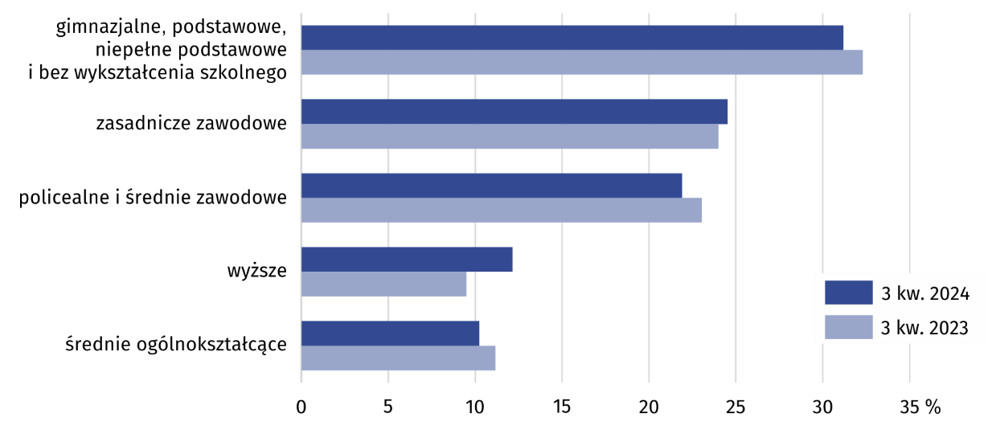 gimnazjalne, podstawowe,
niepełne podstawowe
i bez wykształcenia szkolnego
zasadnicze zawodowe
policealne i średnie zawodowe
wyższe
średnie ogólnokształcące
3 kw. 2024
3 kw. 2023
0 5 10 15 20 25 30 35 %